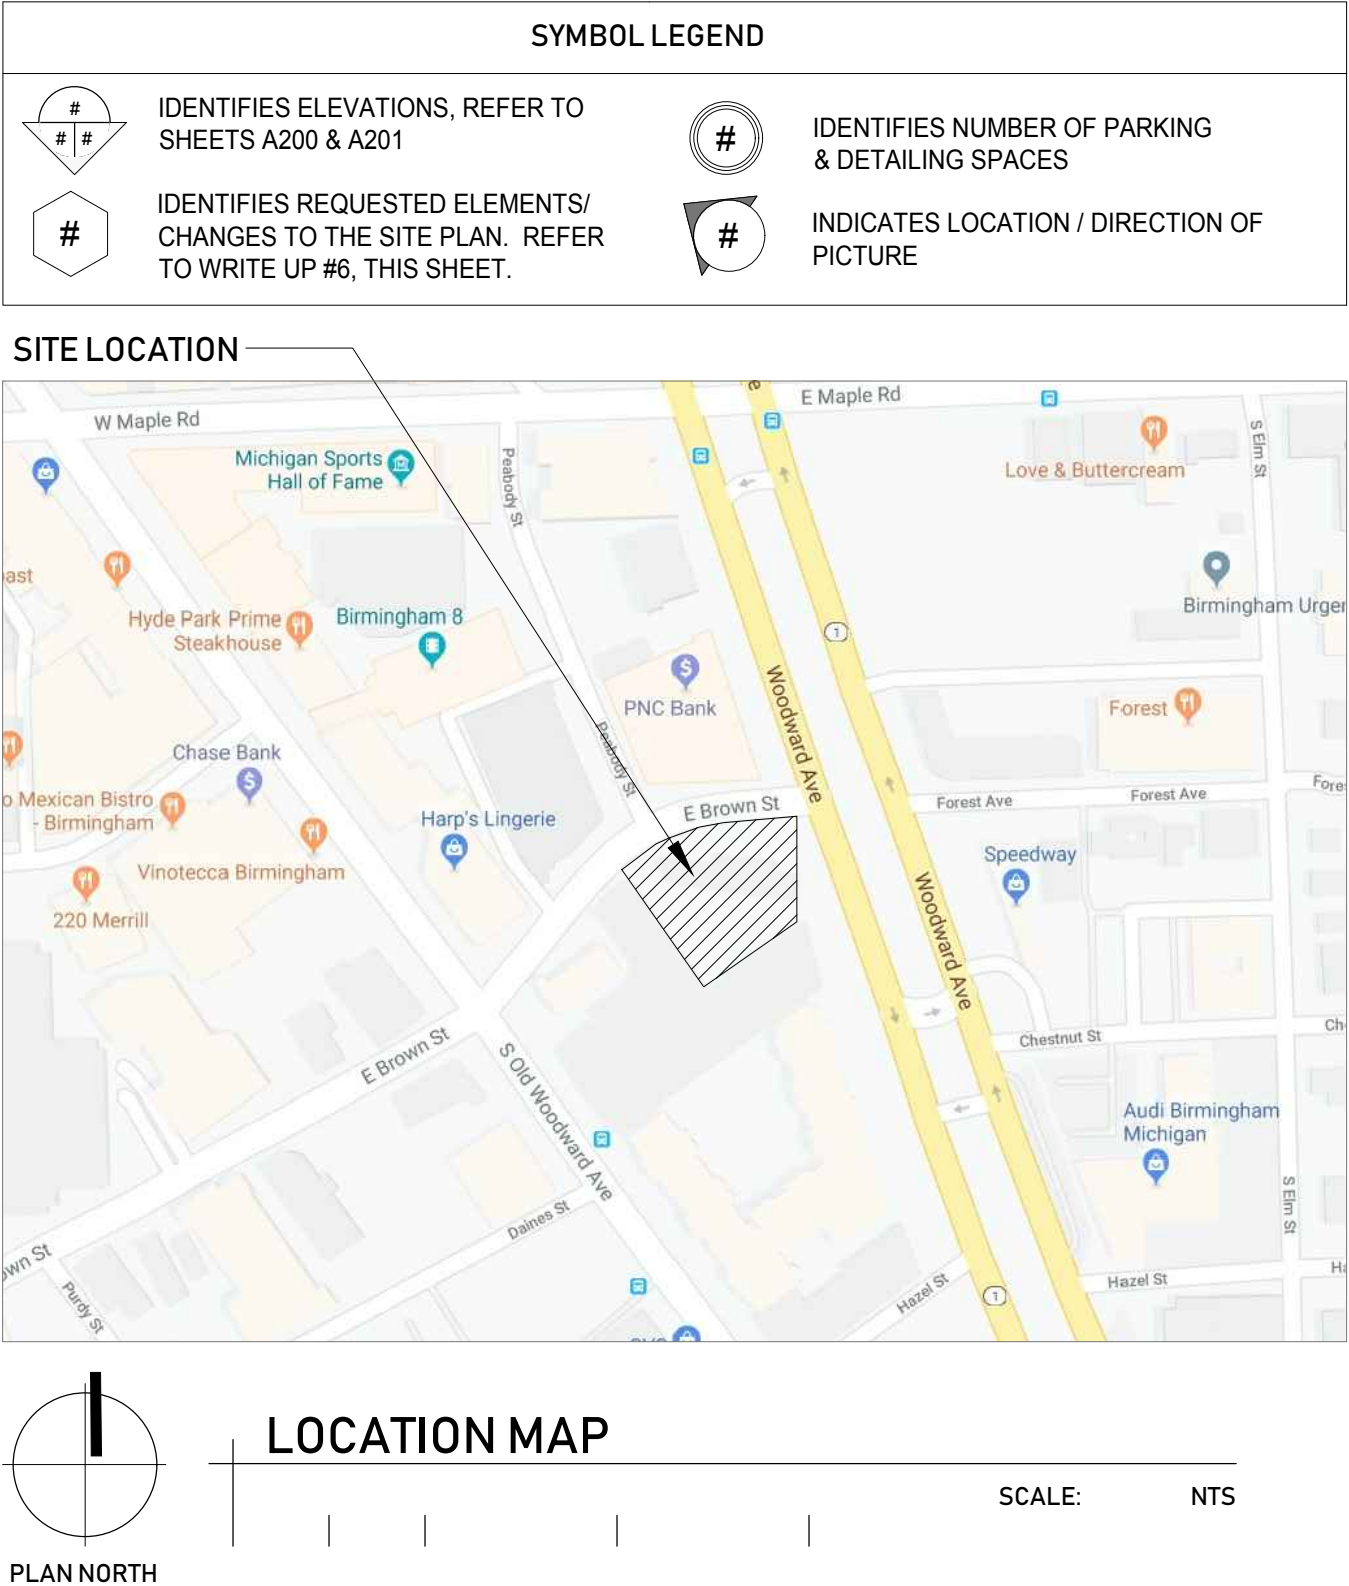 SYMBOL LEGEND
#
# #
IDENTIFIES ELEVATIONS, REFER TO
SHEETS A200 & A201
#
IDENTIFIES REQUESTED ELEMENTS/
CHANGES TO THE SITE PLAN. REFER
TO WRITE UP #6, THIS SHEET.
#
IDENTIFIES NUMBER OF PARKING
& DETAILING SPACES
#
INDICATES LOCATION / DIRECTION OF
PICTURE
SITE LOCATION
W Maple Rd
E Maple Rd
Michigan Sports
Hall of Fame
Peabody St
Love & Buttercream
S Elm St
Hyde Park Prime
Steakhouse
Birmingham 8
Birmingham Urger
1
PNC Bank
Woodward Ave
Forest
Chase Bank
Peabody St
E Brown St
Forest Ave
Forest Ave
Fore
o Mexican Bistro
- Birmingham
Harp's Lingerie
Vinotecca Birmingham
Speedway
220 Merrill
Woodward Ave
E Brown St
S Old Woodward Ave
Chestnut St
Ch
Audi Birmingham
Michigan
Daines St
S Elm St
own St
Purdy St
Hazel St
1
Hazel St
PLAN NORTH
LOCATION MAP
SCALE: NTS